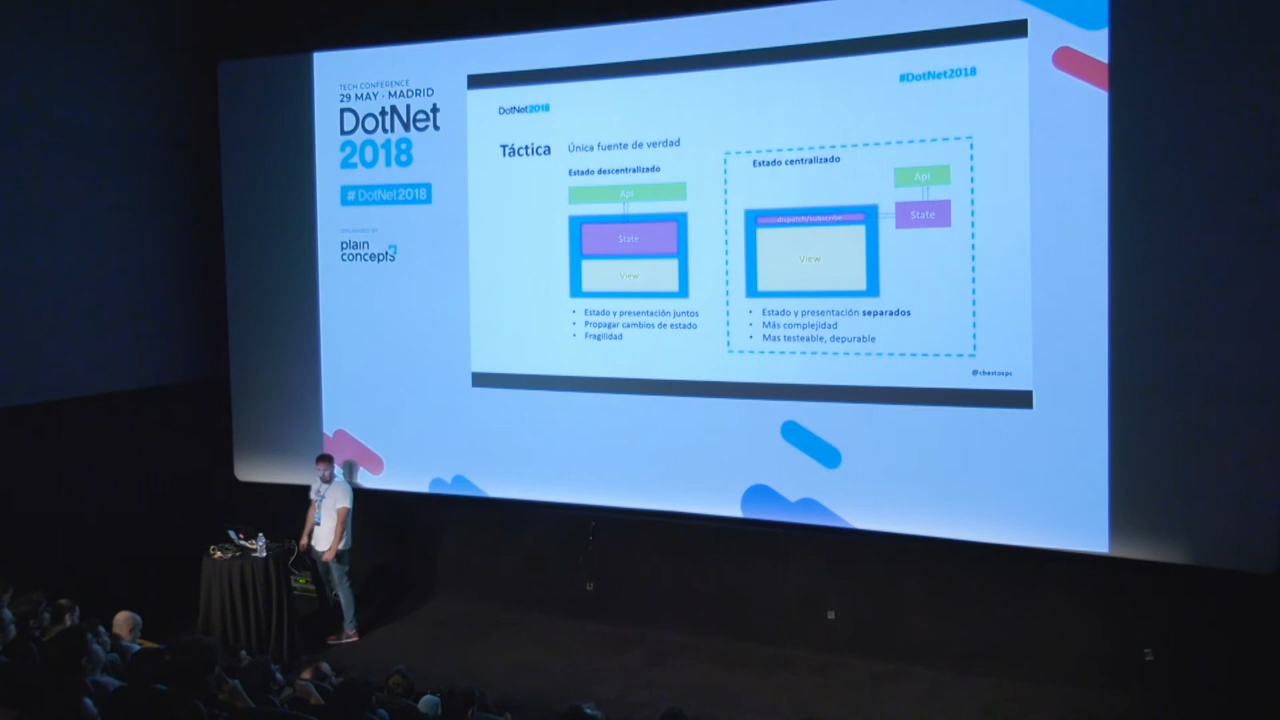 TECH CONFERENCE
29 MAY · MADRID
DotNet
2018
# DotNet2018
ORGANISED BY
plain
concepts
#DotNet2018
DotNet2018
Táctica
Única fuente de verdad
Estado descentralizado
Api
State
View
• Estado y presentación juntos
• Propagar cambios de estado
• Fragilidad
Estado centralizado
Api
dispatch/subscribe
State
View
• Estado y presentación separados
• Más complejidad
• Mas testeable, depurable